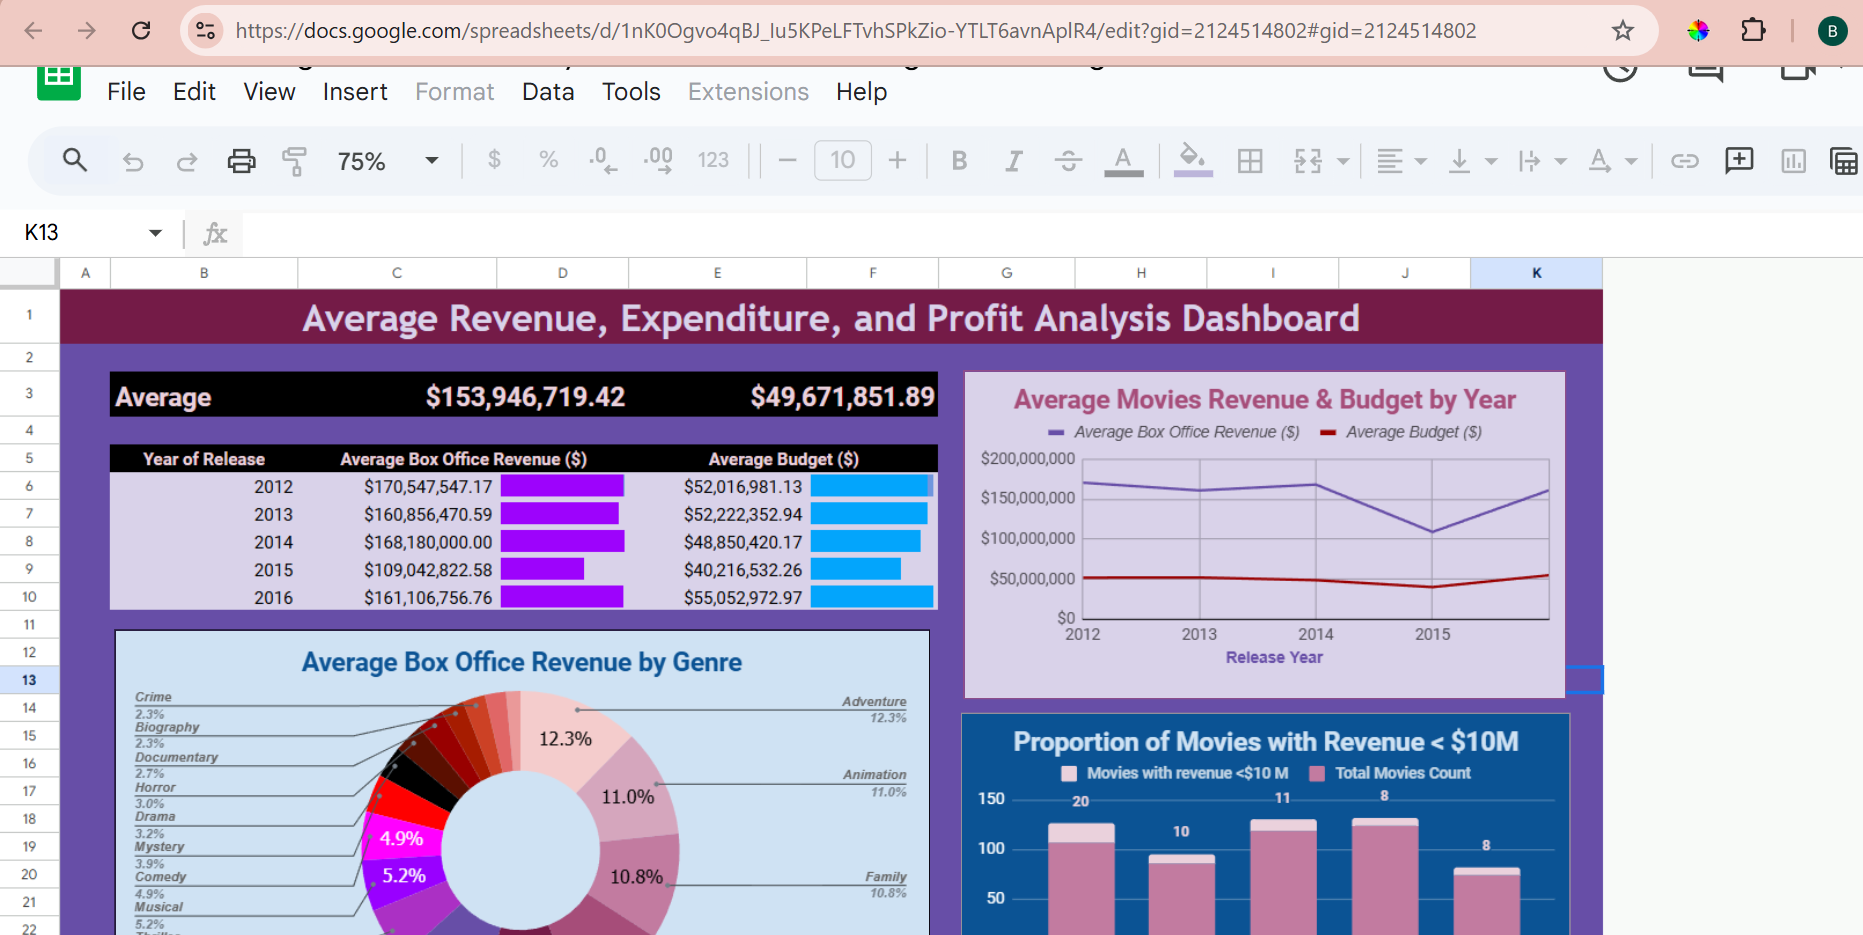 https://docs.google.com/spreadsheets/d/1nK0Ogvo4qBJ_Iu5KPeLFTvhSPkZio-YTLT6avnAplR4/edit?gid=2124514802#gid=2124514802
B
File Edit View Insert Format Data Tools Extensions Help
75% $ % .0 .00 123 10 B I A A
K13 fx
A B C D E F G H I J K
1 Average Revenue, Expenditure, and Profit Analysis Dashboard
2
3 Average $153,946,719.42 $49,671,851.89
4
5 Year of Release Average Box Office Revenue ($) Average Budget ($)
6 2012 $170,547,547.17 $52,016,981.13
7 2013 $160,856,470.59 $52,222,352.94
8 2014 $168,180,000.00 $48,850,420.17
9 2015 $109,042,822.58 $40,216,532.26
10 2016 $161,106,756.76 $55,052,972.97
11
12
13
14
15
16
17
18
19
20
21
22
Average Movies Revenue & Budget by Year
Average Box Office Revenue ($) Average Budget ($)
$200,000,000
$150,000,000
$100,000,000
$50,000,000
$0
2012 2013 2014 2015
Release Year
Average Box Office Revenue by Genre
Crime
2.3%
Biography
2.3%
Documentary
2.7%
Horror
3.0%
Drama
3.2%
Mystery
3.9%
Comedy
4.9%
Musical
5.2%
12.3%
11.0%
10.8%
4.9%
5.2%
Adventure
12.3%
Animation
11.0%
Family
10.8%
Proportion of Movies with Revenue < $10M
Movies with revenue <$10 M Total Movies Count
150
100
50
20 10 11 8 8